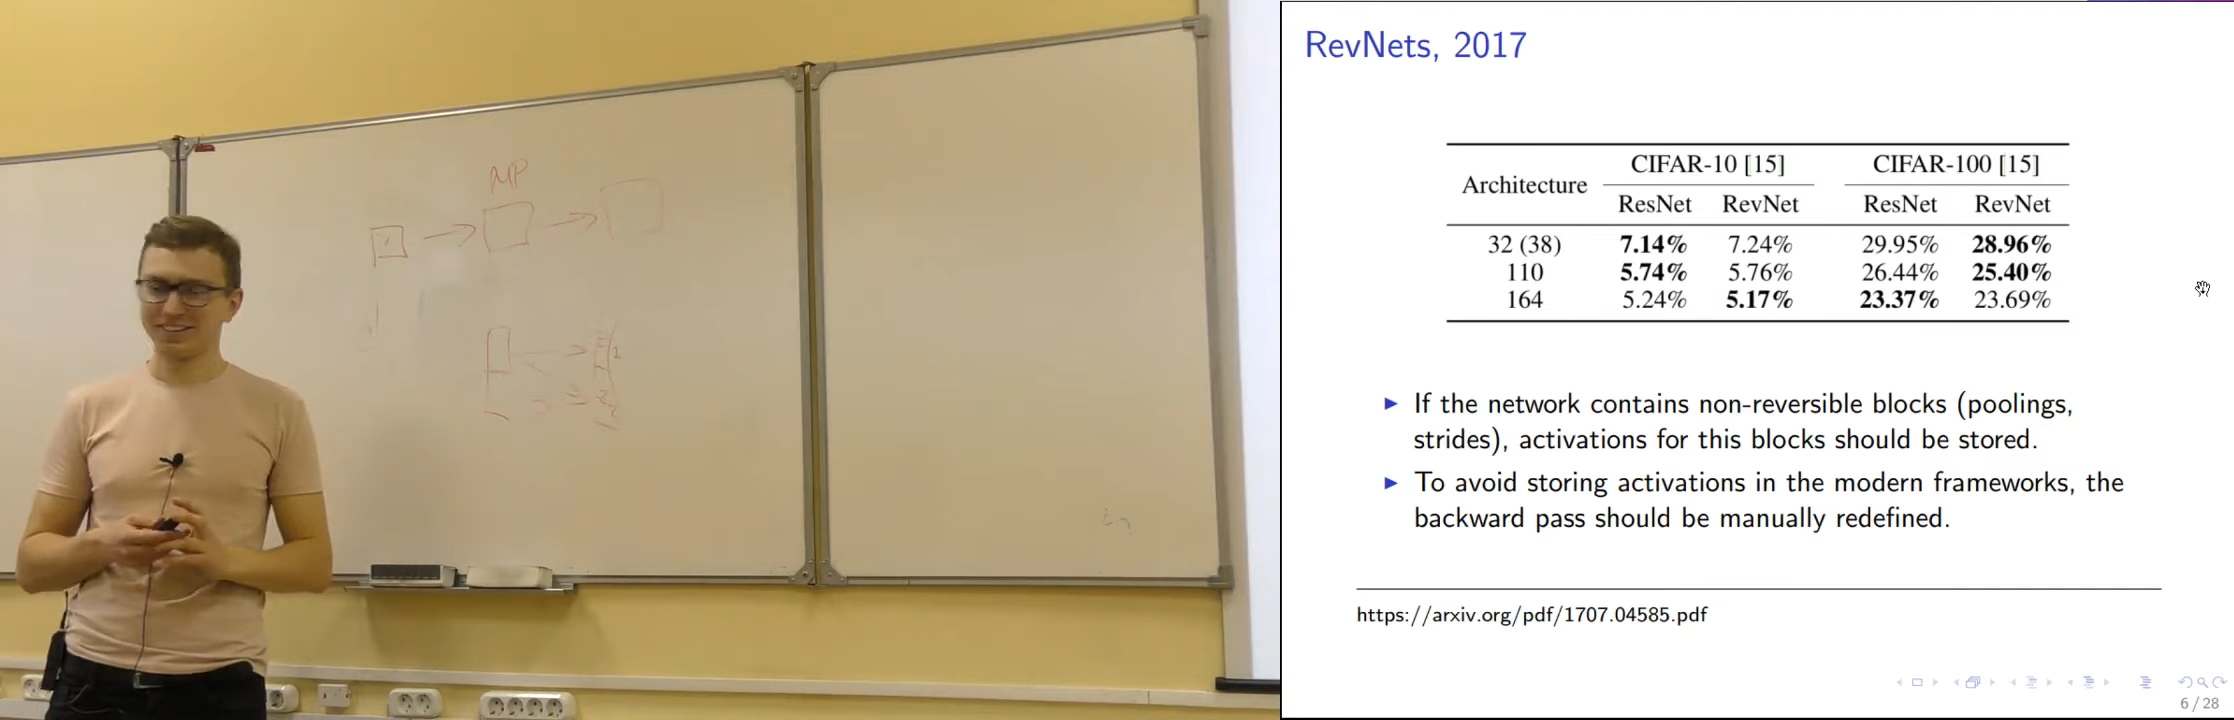 MP
RevNets, 2017
Architecture CIFAR-10 [15] CIFAR-100 [15]
ResNet RevNet ResNet RevNet
32 (38) 7.14% 7.24% 29.95% 28.96%
110 5.74% 5.76% 26.44% 25.40%
164 5.24% 5.17% 23.37% 23.69%
If the network contains non-reversible blocks (poolings,
strides), activations for this blocks should be stored.
To avoid storing activations in the modern frameworks, the
backward pass should be manually redefined.
https://arxiv.org/pdf/1707.04585.pdf
6 / 28